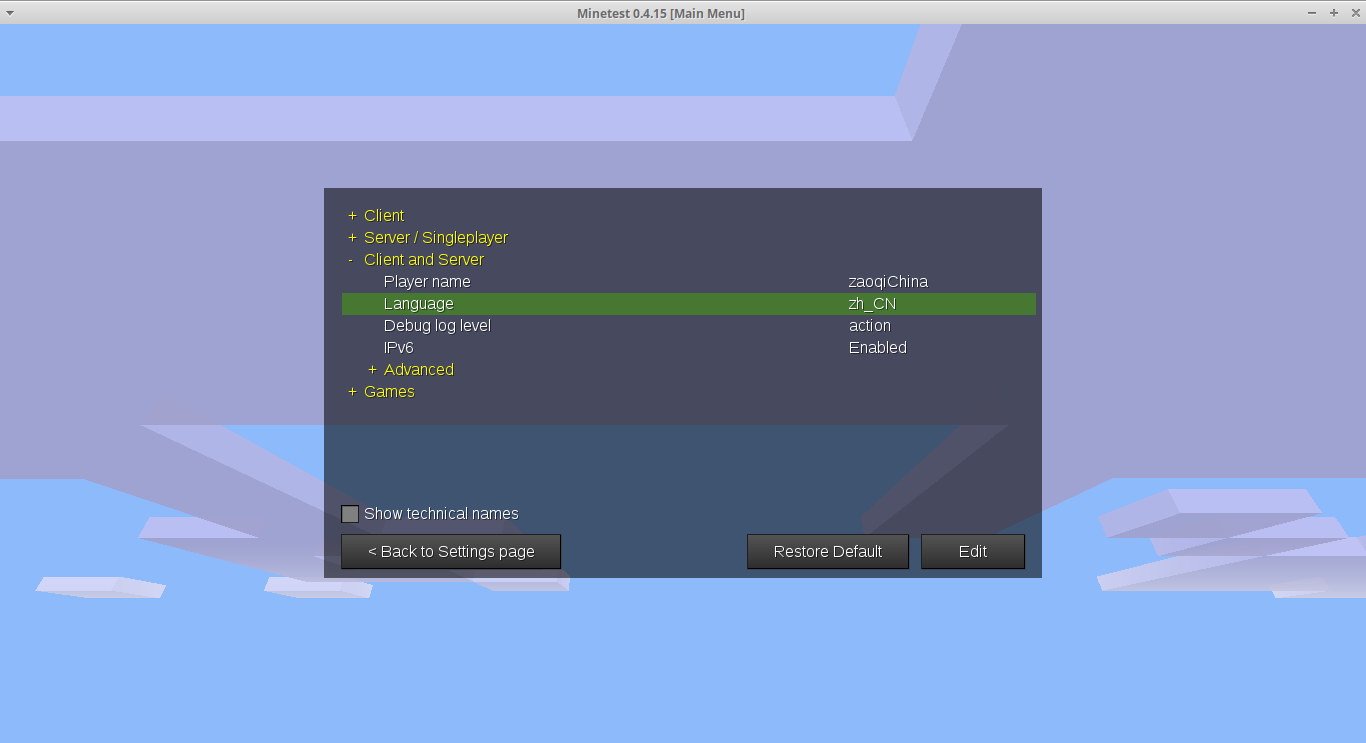 Minetest 0.4.15 [Main Menu]
+ Client
+ Server / Singleplayer
- Client and Server
Player name zaoqiChina
Language zh_CN
Debug log level action
IPv6 Enabled
+ Advanced
+ Games
Show technical names
< Back to Settings page Restore Default Edit